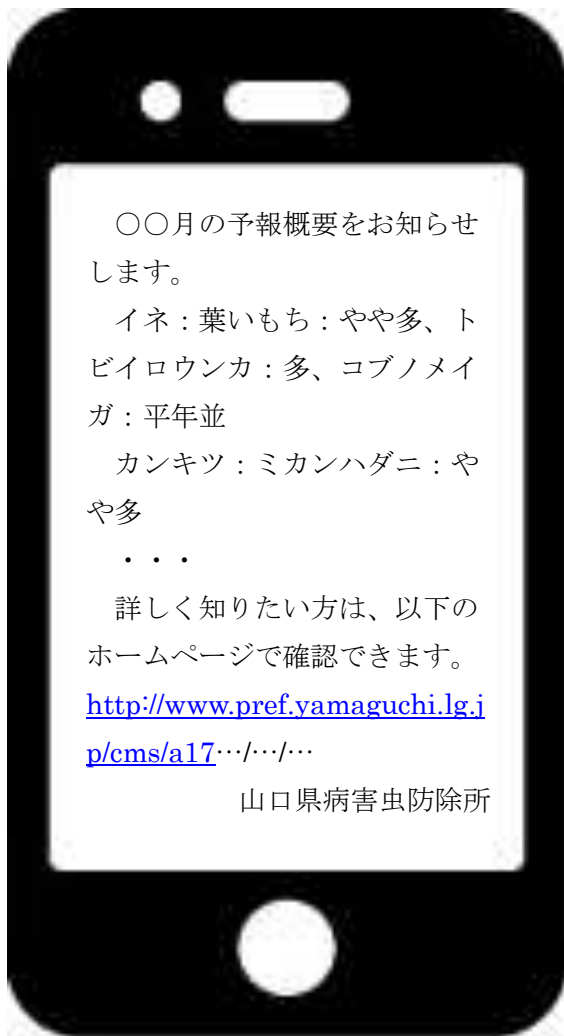 ○○月の予報概要をお知らせ
します。
　イネ：葉いもち：やや多、ト
ビイロウンカ：多、コブノメイ
ガ：平年並
　カンキツ：ミカンハダニ：や
や多
　・・・
　詳しく知りたい方は、以下の
ホームページで確認できます。
http://www.pref.yamaguchi.lg.j
p/cms/a17…/…/…
山口県病害虫防除所